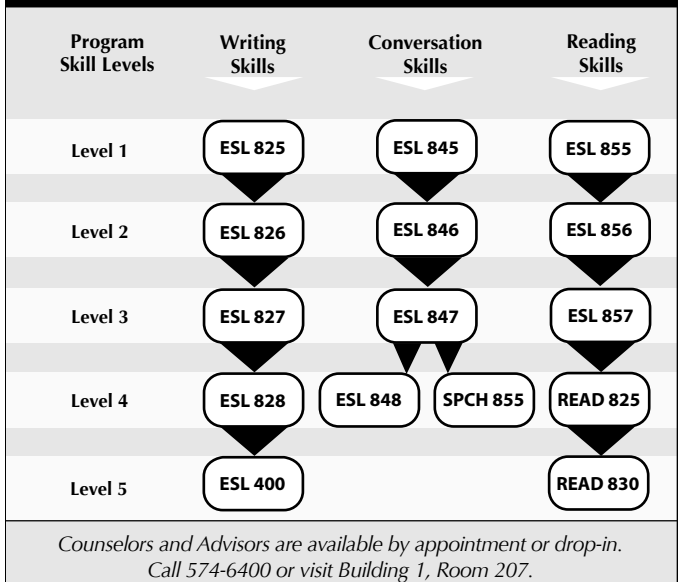 Program Skill Levels
Writing Skills
Conversation Skills
Reading Skills
Level 1
ESL 825
ESL 845
ESL 855
Level 2
ESL 826
ESL 846
ESL 856
Level 3
ESL 827
ESL 847
ESL 857
Level 4
ESL 828
ESL 848
SPCH 855
READ 825
Level 5
ESL 400
READ 830
Counselors and Advisors are available by appointment or drop-in.
Call 574-6400 or visit Building 1, Room 207.